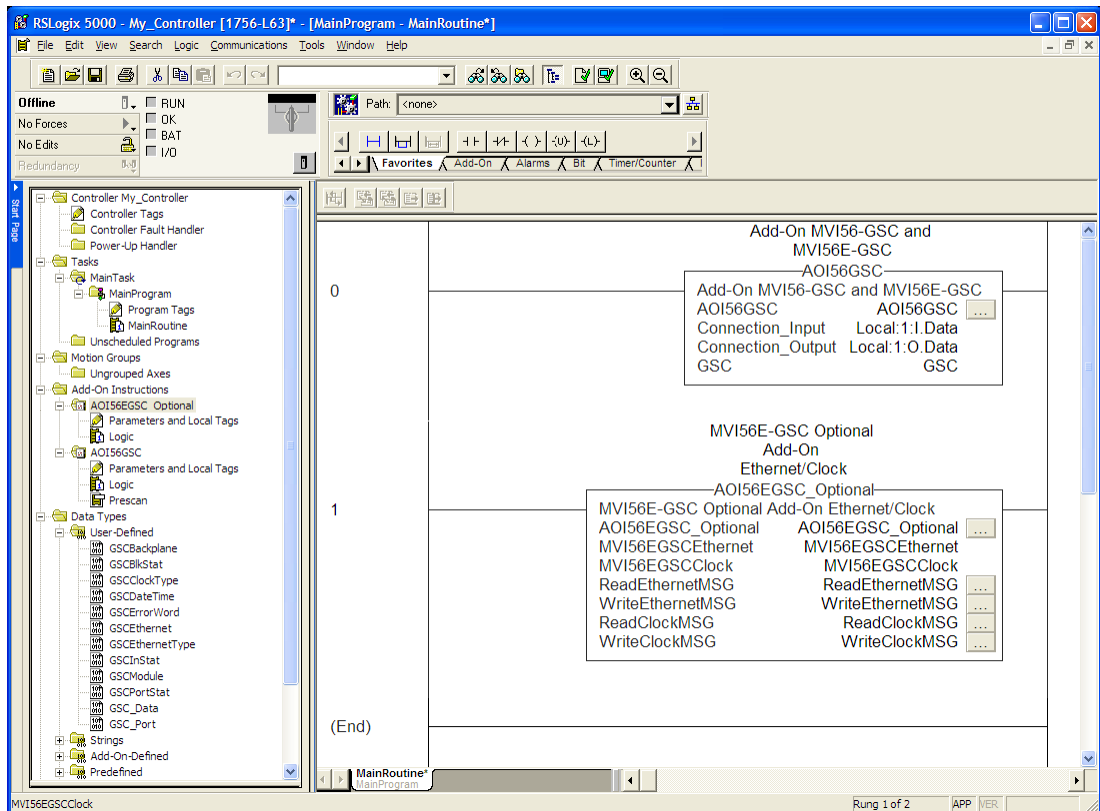 RSLogix 5000 - My_Controller [1756-L63]* - [MainProgram - MainRoutine*]
File Edit View Search Logic Communications Tools Window Help
Offline
RUN
No Forces
OK
BAT
No Edits
I/O
Redundancy
Path: <none>
Favorites Add-On Alarms Bit Timer/Counter
Start Page
Controller My_Controller
Controller Tags
Controller Fault Handler
Power-Up Handler
Tasks
MainTask
MainProgram
Program Tags
MainRoutine
Unscheduled Programs
Motion Groups
Ungrouped Axes
Add-On Instructions
AOI56EGSC_Optional
Parameters and Local Tags
Logic
AOI56GSC
Parameters and Local Tags
Logic
Prescan
Data Types
User-Defined
GSCBackplane
GSCBlkStat
GSCClockType
GSCDateTime
GSCErrorWord
GSCEthernet
GSCEthernetType
GSCInStat
GSCModule
GSCPortStat
GSC_Data
GSC_Port
Strings
Add-On-Defined
Predefined
0
Add-On MVI56-GSC and
MVI56E-GSC
AOI56GSC
Add-On MVI56-GSC and MVI56E-GSC
AOI56GSC AOI56GSC ...
Connection_Input Local:1:I.Data
Connection_Output Local:1:O.Data
GSC GSC
1
MVI56E-GSC Optional
Add-On
Ethernet/Clock
AOI56EGSC_Optional
MVI56E-GSC Optional Add-On Ethernet/Clock
AOI56EGSC_Optional AOI56EGSC_Optional ...
MVI56EGSCEthernet MVI56EGSCEthernet
MVI56EGSCClock MVI56EGSCClock
ReadEthernetMSG ReadEthernetMSG ...
WriteEthernetMSG WriteEthernetMSG ...
ReadClockMSG ReadClockMSG ...
WriteClockMSG WriteClockMSG ...
(End)
MainRoutine*
MainProgram
MVI56EGSCClock
Rung 1 of 2 APP VER